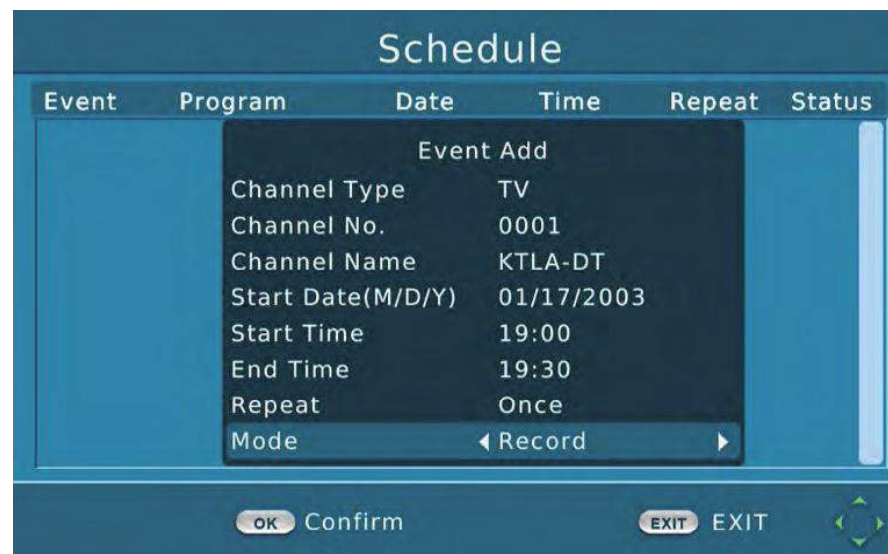 Schedule
Event Program Date Time Repeat Status
Event Add
Channel Type TV
Channel No. 0001
Channel Name KTLA-DT
Start Date(M/D/Y) 01/17/2003
Start Time 19:00
End Time 19:30
Repeat Once
Mode Record
OK Confirm EXIT EXIT